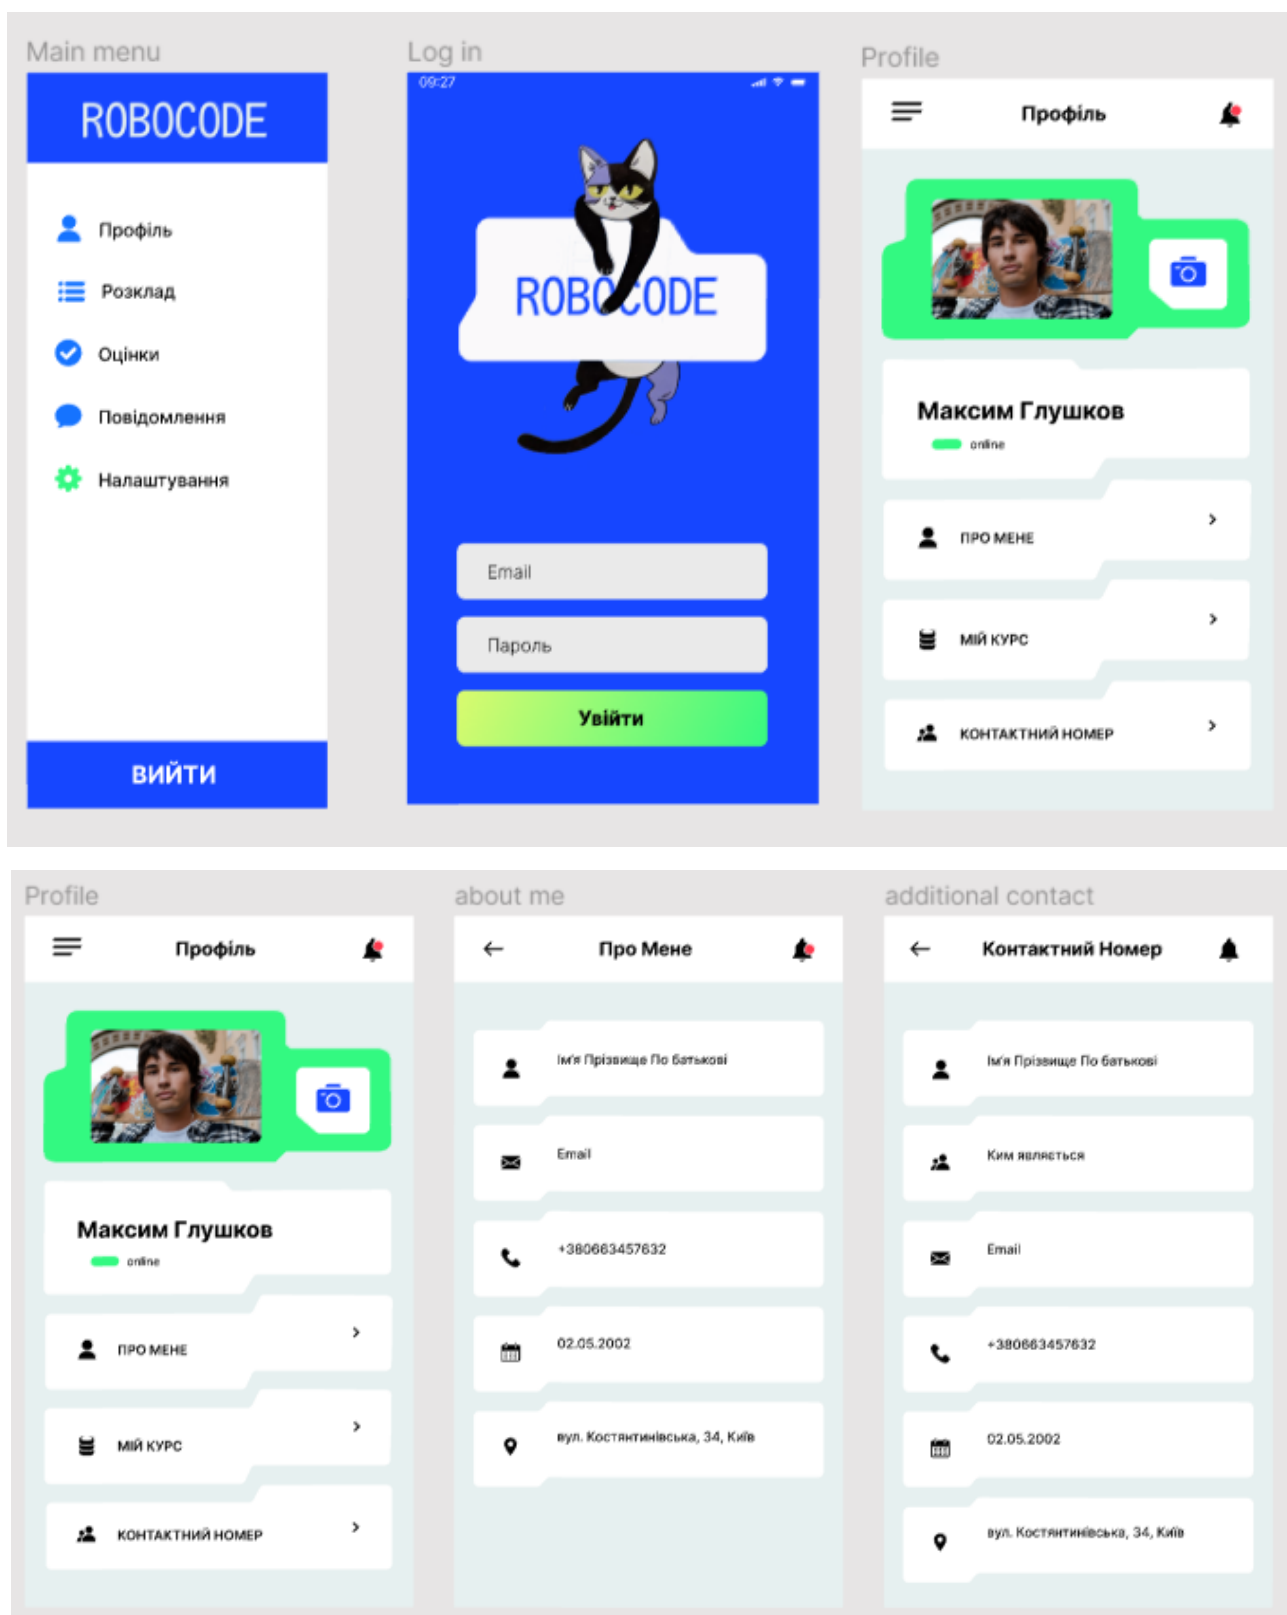 Main menu
ROBOCODE
Профіль
Розклад
Оцінки
Повідомлення
Налаштування
ВИЙТИ
Log in
09:27
ROBOCODE
Email
Пароль
Увійти
Profile
Профіль
Максим Глушков
online
ПРО МЕНЕ
МІЙ КУРС
КОНТАКТНИЙ НОМЕР
Profile
Профіль
Максим Глушков
online
ПРО МЕНЕ
МІЙ КУРС
КОНТАКТНИЙ НОМЕР
about me
Про Мене
Ім'я Прізвище По батькові
Email
+380663457632
02.05.2002
вул. Костянтинівська, 34, Київ
additional contact
Контактний Номер
Ім'я Прізвище По батькові
Ким являється
Email
+380663457632
02.05.2002
вул. Костянтинівська, 34, Київ